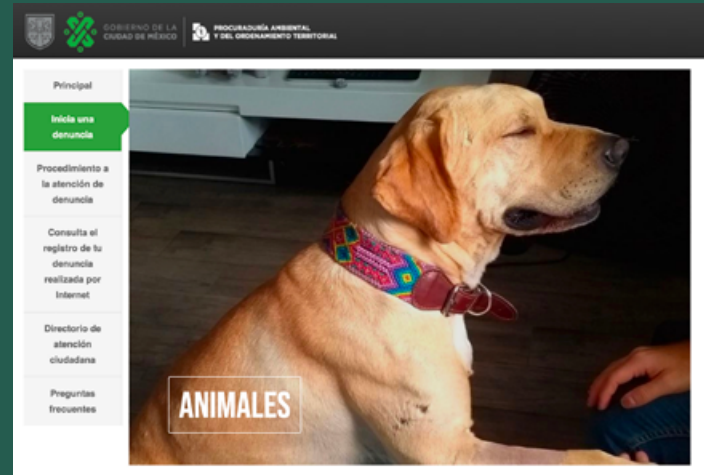 GOBIERNO DE LA
CIUDAD DE MÉXICO
PROCURADURÍA AMBIENTAL
Y DEL ORDENAMIENTO TERRITORIAL
Principal
Inicia una
denuncia
Procedimiento a
la atención de
denuncia
Consulta el
registro de tu
denuncia
realizada por
Internet
Directorio de
atención
ciudadana
Preguntas
frecuentes
ANIMALES